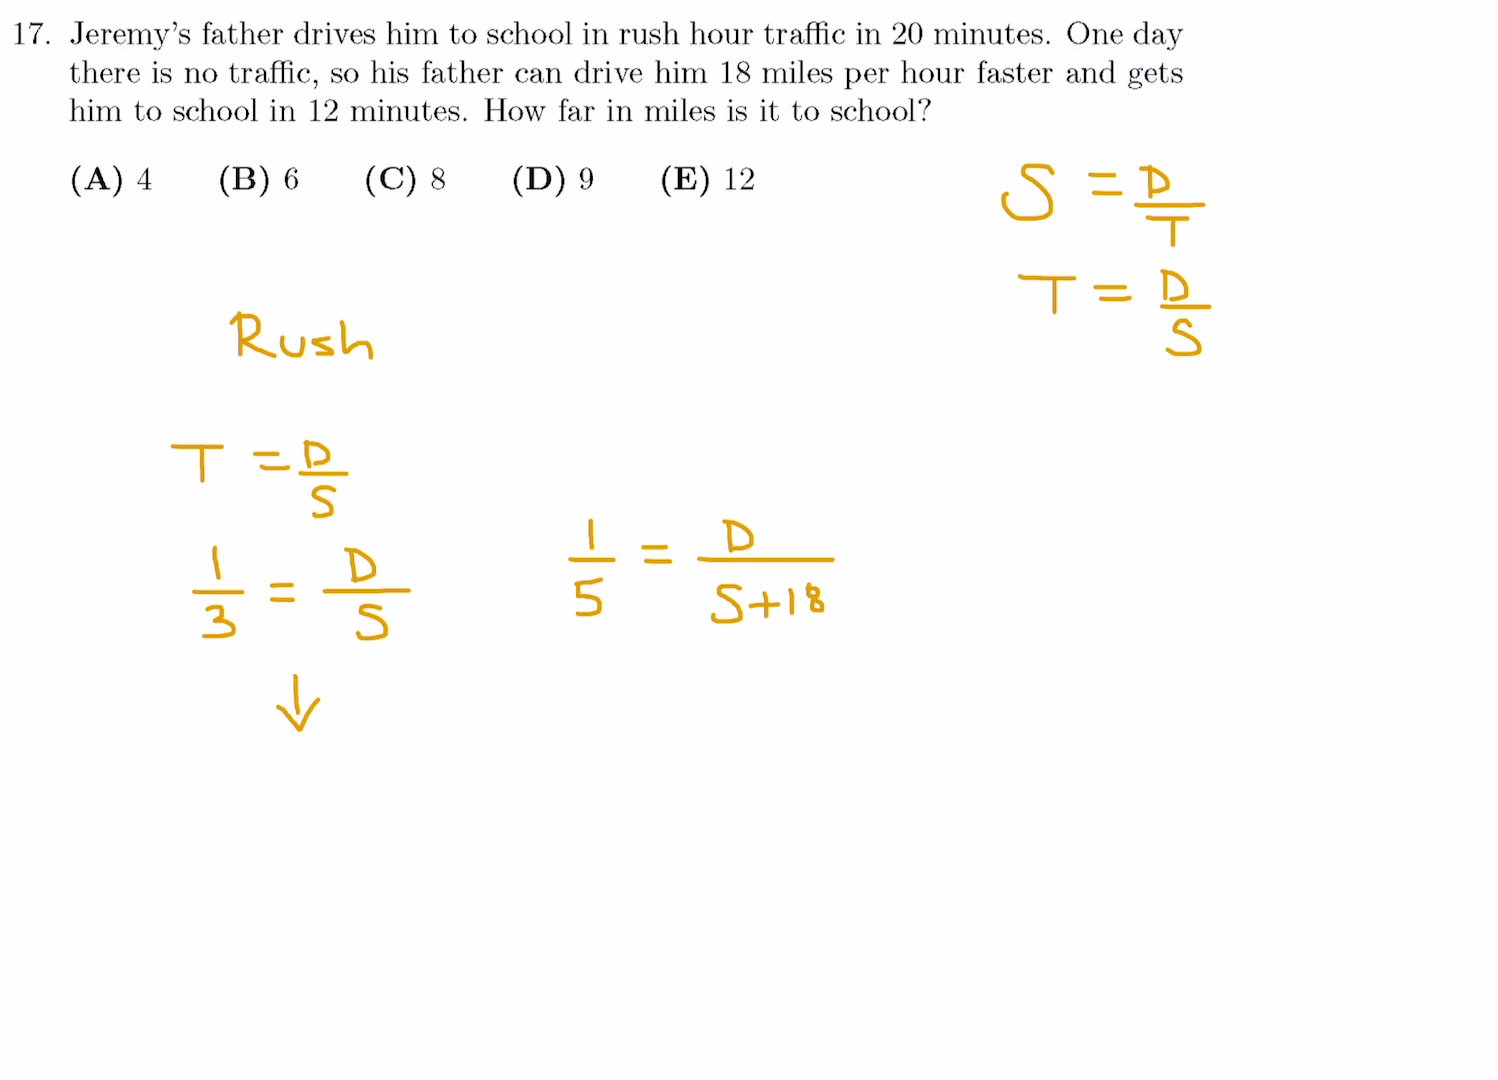 17. Jeremy's father drives him to school in rush hour traffic in 20 minutes. One day
there is no traffic, so his father can drive him 18 miles per hour faster and gets
him to school in 12 minutes. How far in miles is it to school?
(A) 4 (B) 6 (C) 8 (D) 9 (E) 12
S = D/T
T = D/S
Rush
T = D/S
1/3 = D/S
1/5 = D/S+18
↓